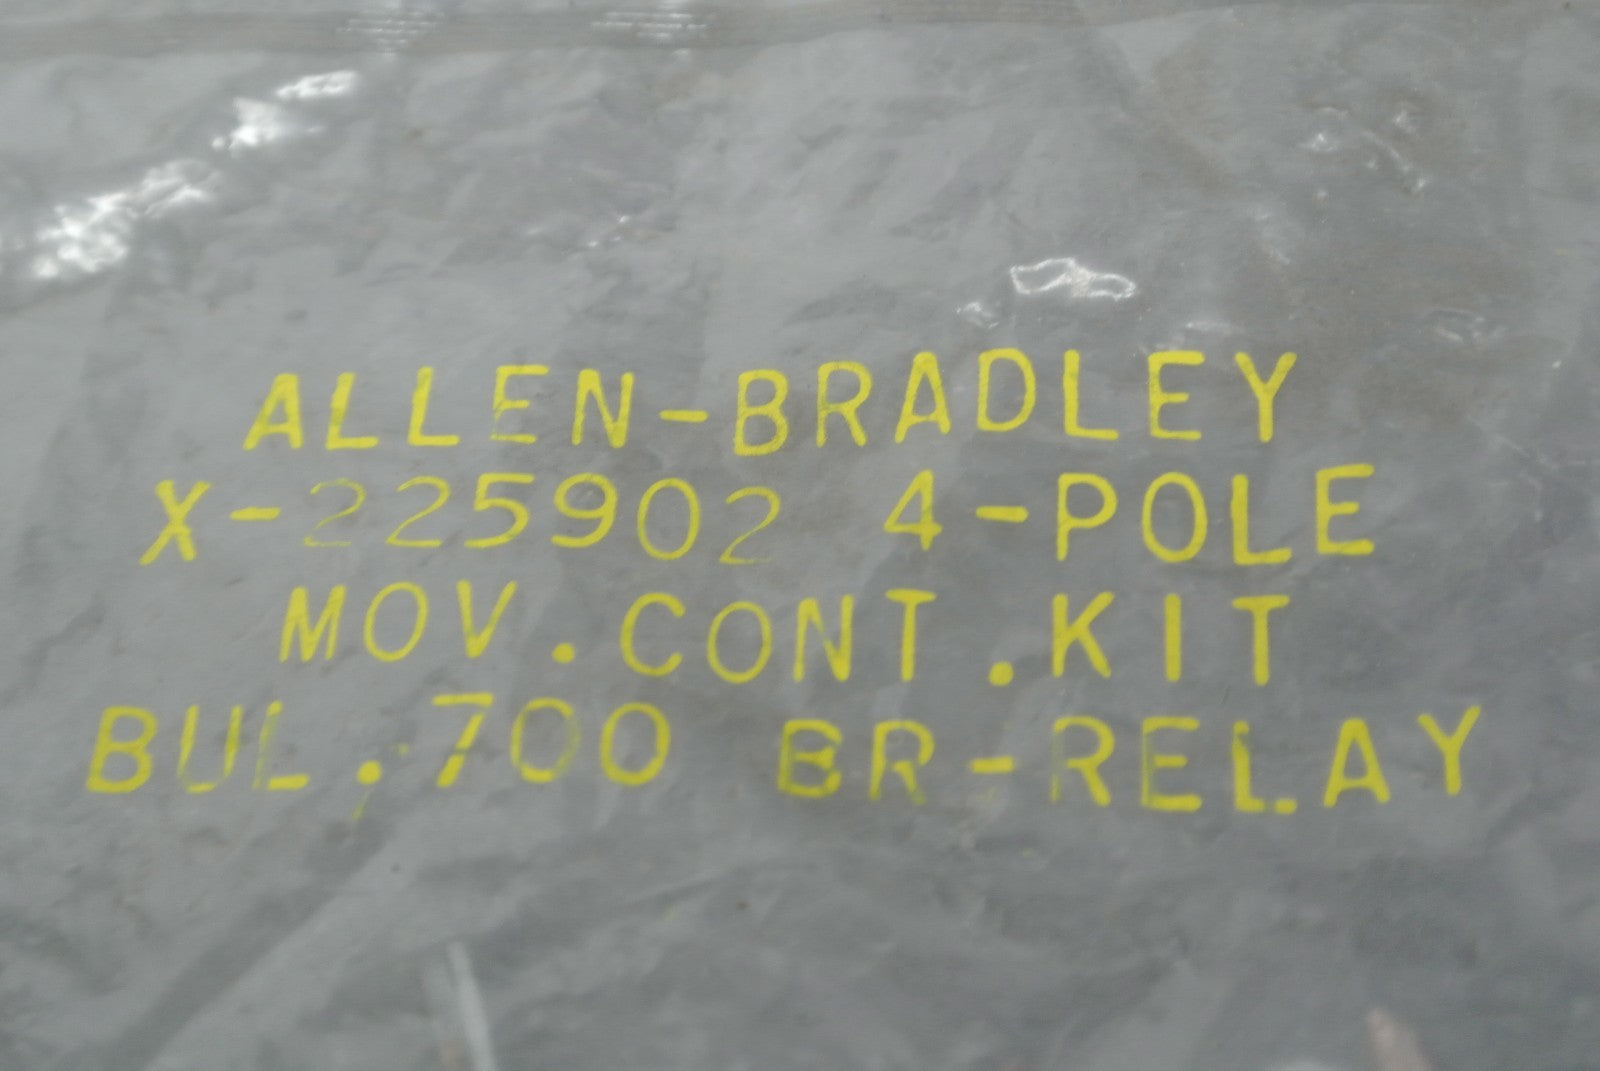 ALLEN-BRADLEY
X-225902 4-POLE
MOV.CONT.KIT
BUL.700 BR-RELAY